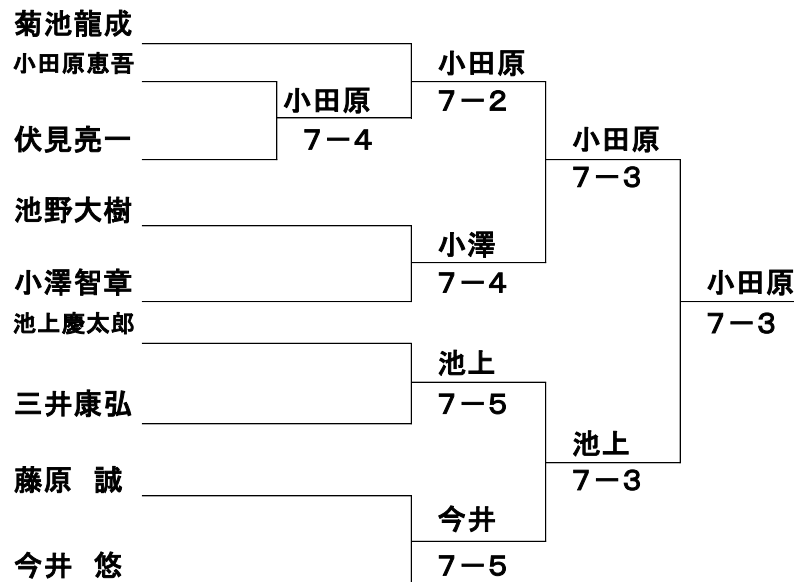 菊池龍成
小田原恵吾
伏見亮一
池野大樹
小澤智章
池上慶太郎
三井康弘
藤原 誠
今井 悠
小田原
7－4
小田原
7－2
小澤
7－4
池上
7－5
今井
7－5
小田原
7－3
池上
7－3
小田原
7－3